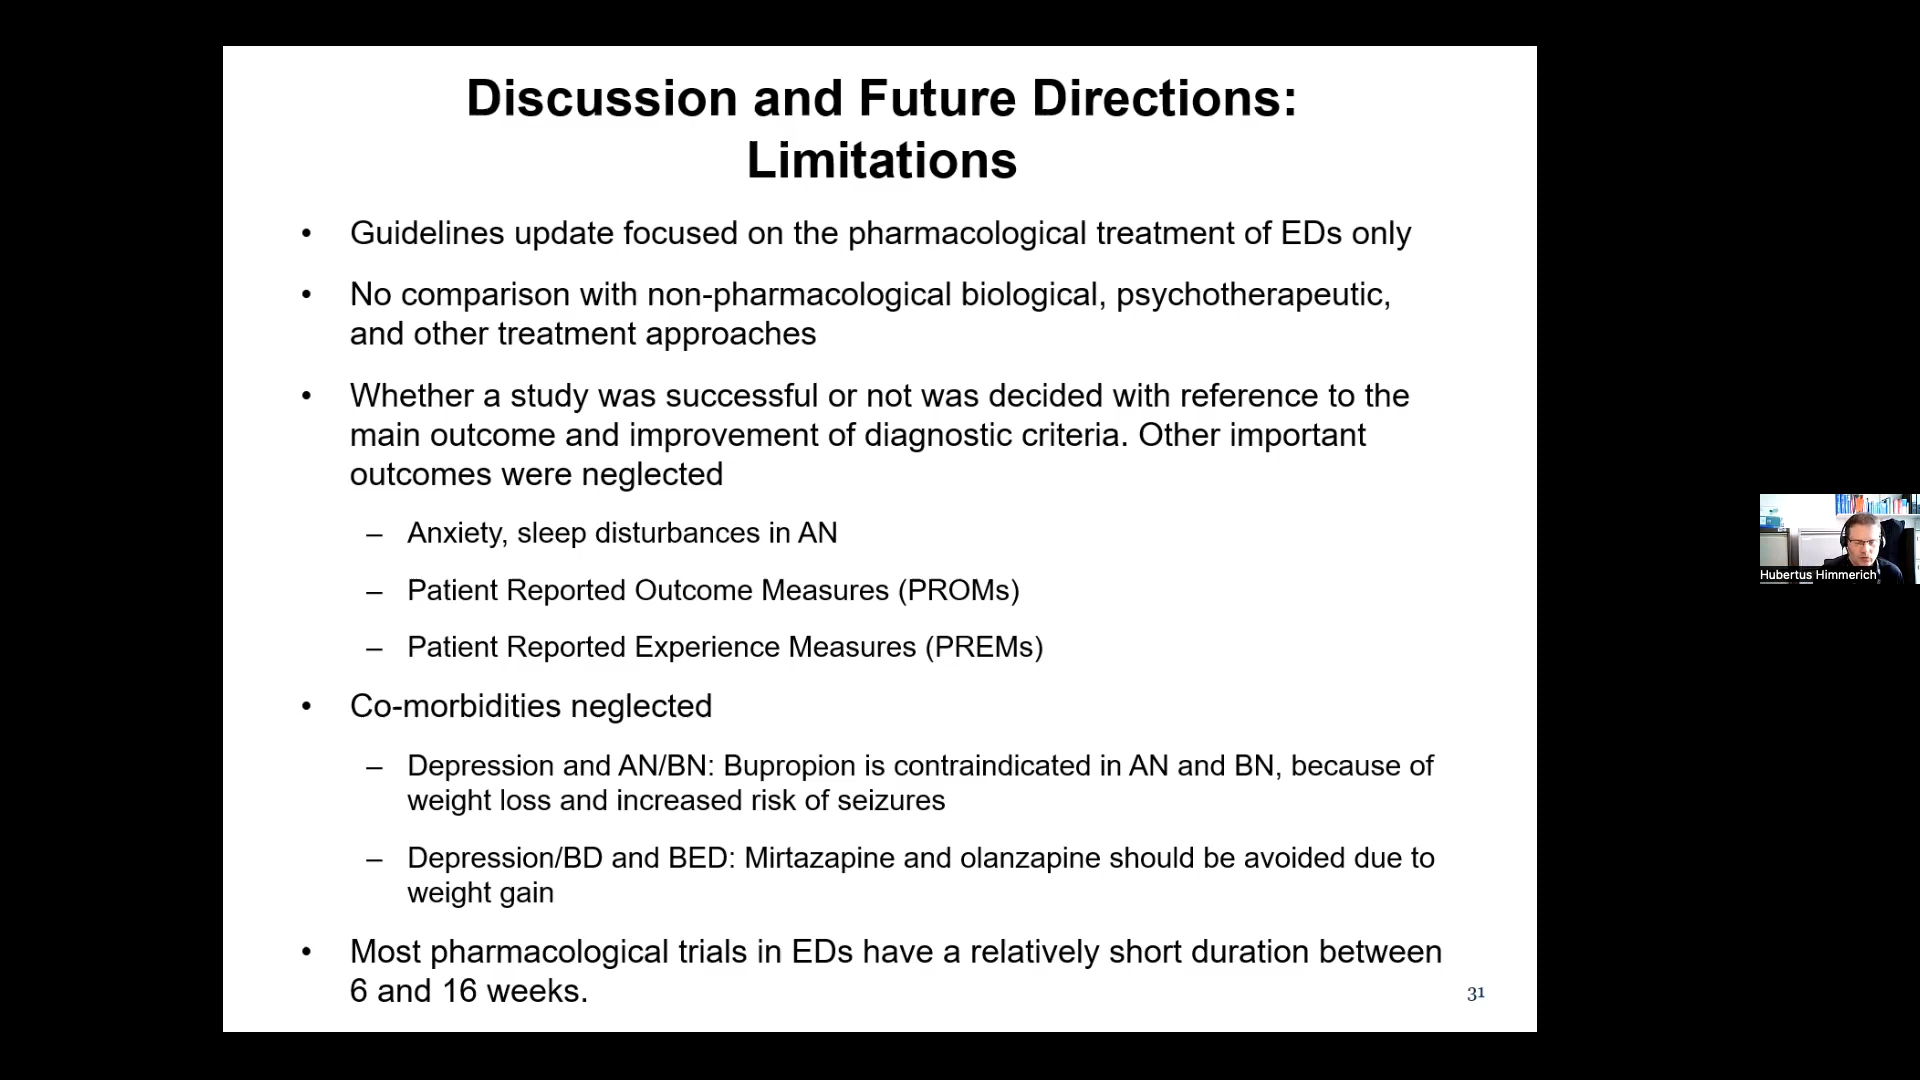 Discussion and Future Directions:
Limitations
• Guidelines update focused on the pharmacological treatment of EDs only
• No comparison with non-pharmacological biological, psychotherapeutic,
and other treatment approaches
• Whether a study was successful or not was decided with reference to the
main outcome and improvement of diagnostic criteria. Other important
outcomes were neglected
– Anxiety, sleep disturbances in AN
– Patient Reported Outcome Measures (PROMs)
– Patient Reported Experience Measures (PREMs)
• Co-morbidities neglected
– Depression and AN/BN: Bupropion is contraindicated in AN and BN, because of
weight loss and increased risk of seizures
– Depression/BD and BED: Mirtazapine and olanzapine should be avoided due to
weight gain
• Most pharmacological trials in EDs have a relatively short duration between
6 and 16 weeks.
31
Hubertus Himmerich